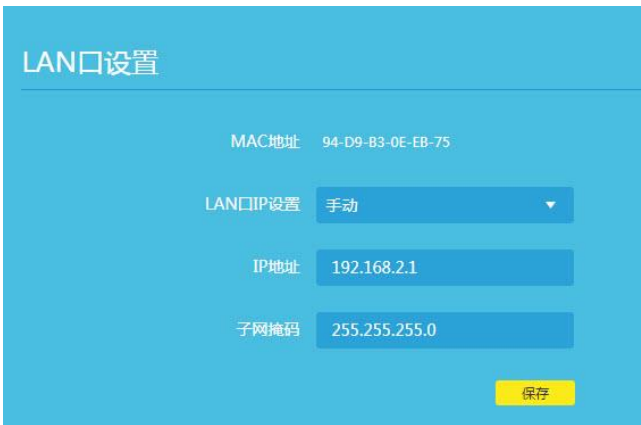 LAN口设置
MAC地址 94-D9-B3-0E-EB-75
LAN口IP设置 手动
IP地址 192.168.2.1
子网掩码 255.255.255.0
保存